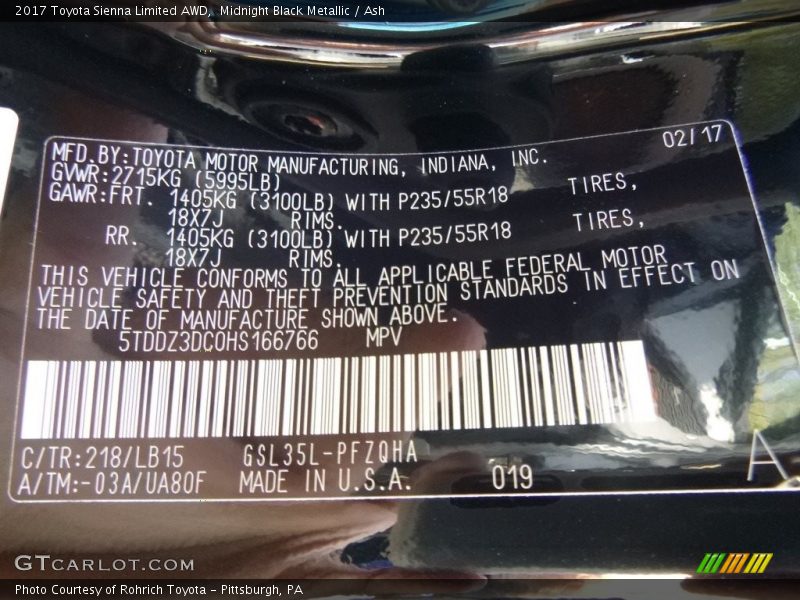 2017 Toyota Sienna Limited AWD, Midnight Black Metallic / Ash
02/17
MFD.BY:TOYOTA MOTOR MANUFACTURING, INDIANA, INC.
GVWR:2715KG (5995LB)
GAWR:FRT. 1405KG (3100LB) WITH P235/55R18 TIRES,
18X7J RIMS.
RR. 1405KG (3100LB) WITH P235/55R18 TIRES,
18X7J RIMS.
THIS VEHICLE CONFORMS TO ALL APPLICABLE FEDERAL MOTOR
VEHICLE SAFETY AND THEFT PREVENTION STANDARDS IN EFFECT ON
THE DATE OF MANUFACTURE SHOWN ABOVE.
5TDDZ3DC0HS166766 MPV
C/TR:218/LB15 GSL35L-PFZQHA
A/TM:-03A/UA80F MADE IN U.S.A. 019 A
GTCARLOT.COM
Photo Courtesy of Rohrich Toyota - Pittsburgh, PA